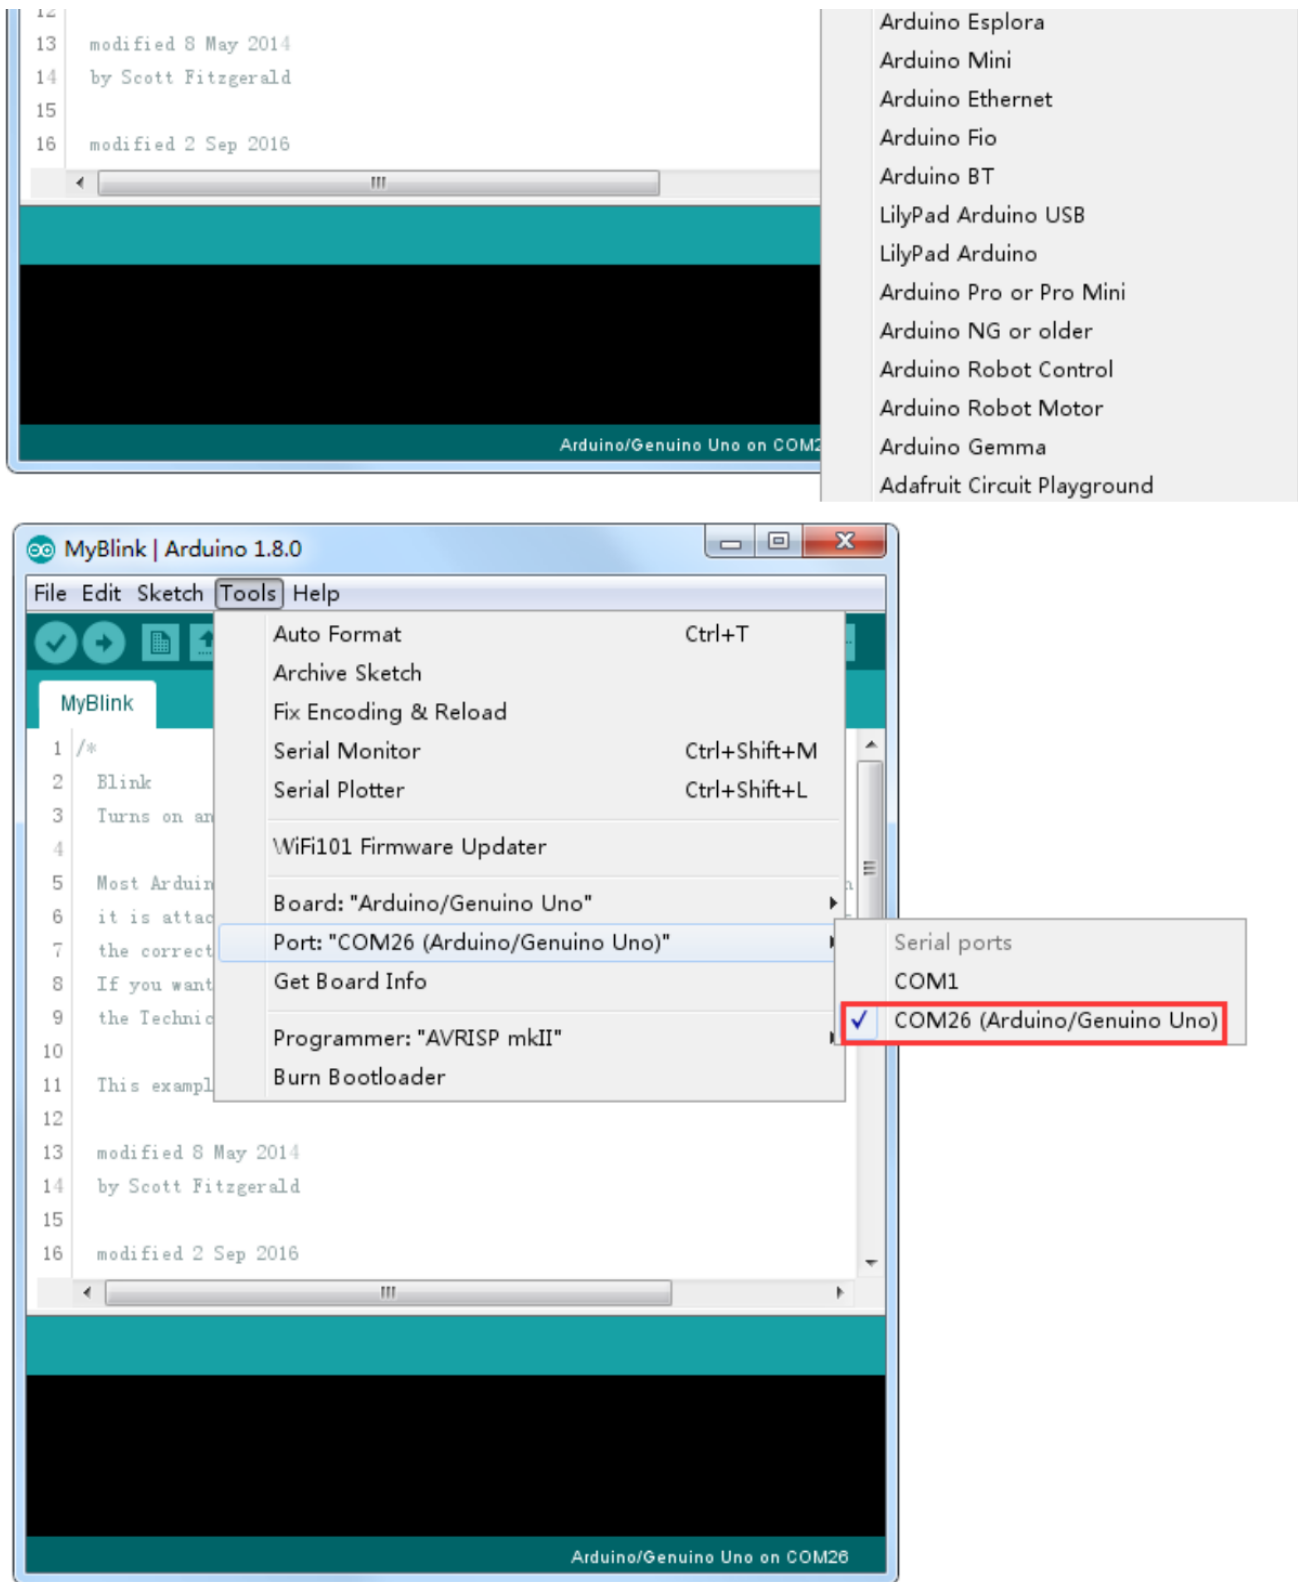 12
13 modified 8 May 2014
14 by Scott Fitzgerald
15
16 modified 2 Sep 2016
Arduino/Genuino Uno on COM2
Arduino Esplora
Arduino Mini
Arduino Ethernet
Arduino Fio
Arduino BT
LilyPad Arduino USB
LilyPad Arduino
Arduino Pro or Pro Mini
Arduino NG or older
Arduino Robot Control
Arduino Robot Motor
Arduino Gemma
Adafruit Circuit Playground
MyBlink | Arduino 1.8.0
File Edit Sketch Tools Help
Auto Format Ctrl+T
Archive Sketch
Fix Encoding & Reload
Serial Monitor Ctrl+Shift+M
Serial Plotter Ctrl+Shift+L
WiFi101 Firmware Updater
Board: "Arduino/Genuino Uno"
Port: "COM26 (Arduino/Genuino Uno)"
Get Board Info
Programmer: "AVRISP mkII"
Burn Bootloader
Serial ports
COM1
COM26 (Arduino/Genuino Uno)
MyBlink
1 /*
2 Blink
3 Turns on an
4
5 Most Arduin
6 it is attac
7 the correct
8 If you want
9 the Technic
10
11 This exampl
12
13 modified 8 May 2014
14 by Scott Fitzgerald
15
16 modified 2 Sep 2016
Arduino/Genuino Uno on COM26